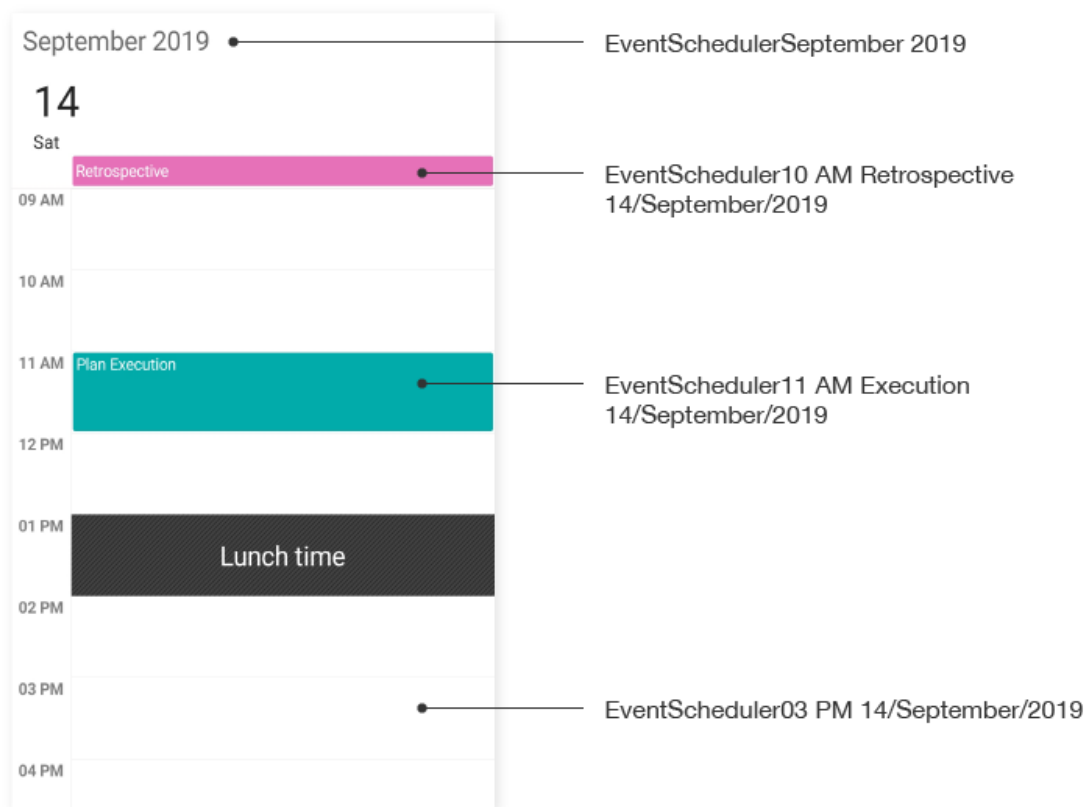 September 2019
EventSchedulerSeptember 2019
14
Sat
Retrospective
EventScheduler10 AM Retrospective
14/September/2019
09 AM
10 AM
11 AM
Plan Execution
EventScheduler11 AM Execution
14/September/2019
12 PM
01 PM
Lunch time
02 PM
03 PM
EventScheduler03 PM 14/September/2019
04 PM